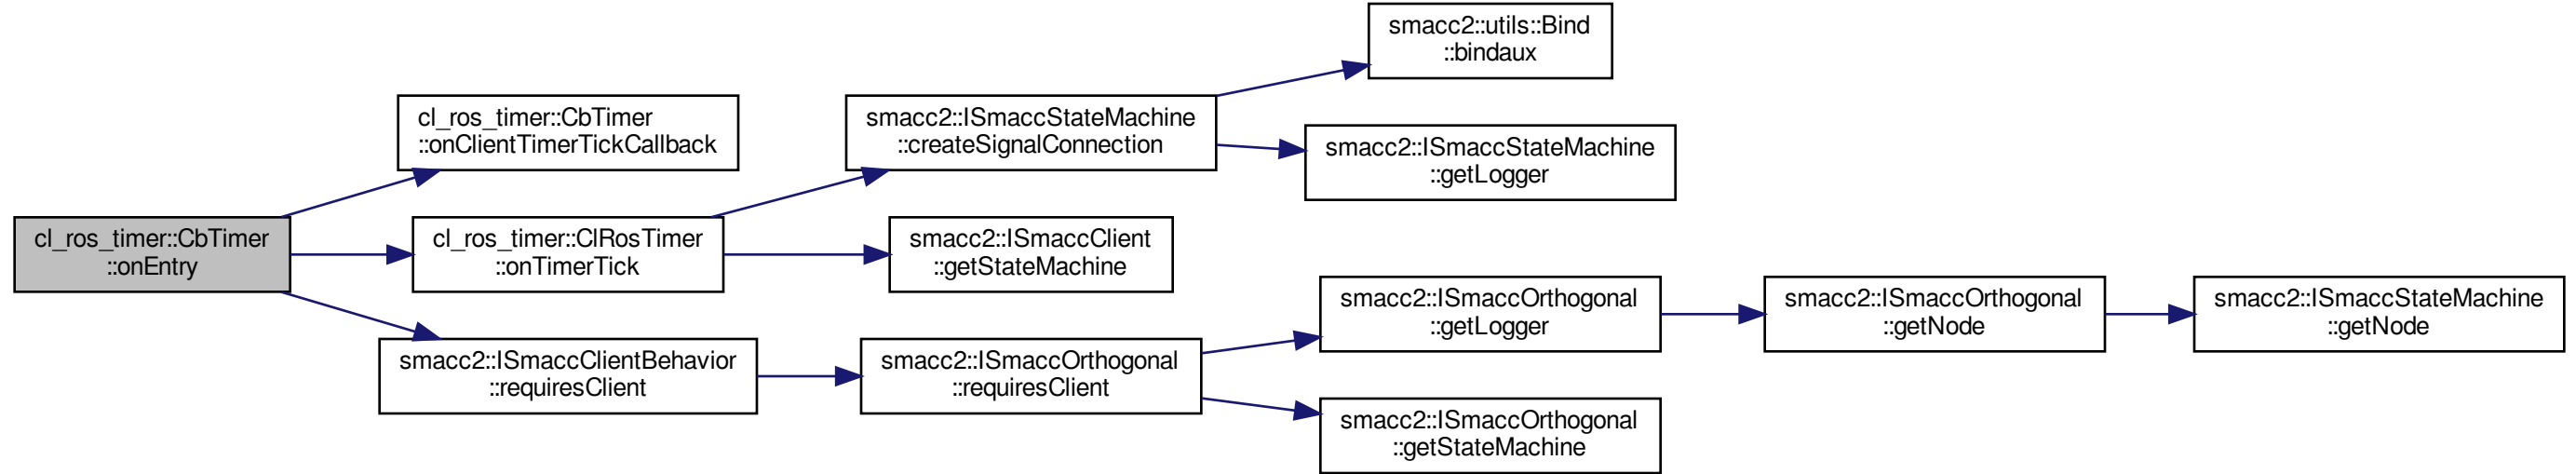 cl_ros_timer::CbTimer
::onEntry
cl_ros_timer::CbTimer
::onClientTimerTickCallback
cl_ros_timer::ClRosTimer
::onTimerTick
smacc2::ISmaccClientBehavior
::requiresClient
smacc2::ISmaccStateMachine
::createSignalConnection
smacc2::ISmaccClient
::getStateMachine
smacc2::ISmaccOrthogonal
::requiresClient
smacc2::utils::Bind
::bindaux
smacc2::ISmaccStateMachine
::getLogger
smacc2::ISmaccOrthogonal
::getLogger
smacc2::ISmaccOrthogonal
::getStateMachine
smacc2::ISmaccOrthogonal
::getNode
smacc2::ISmaccStateMachine
::getNode